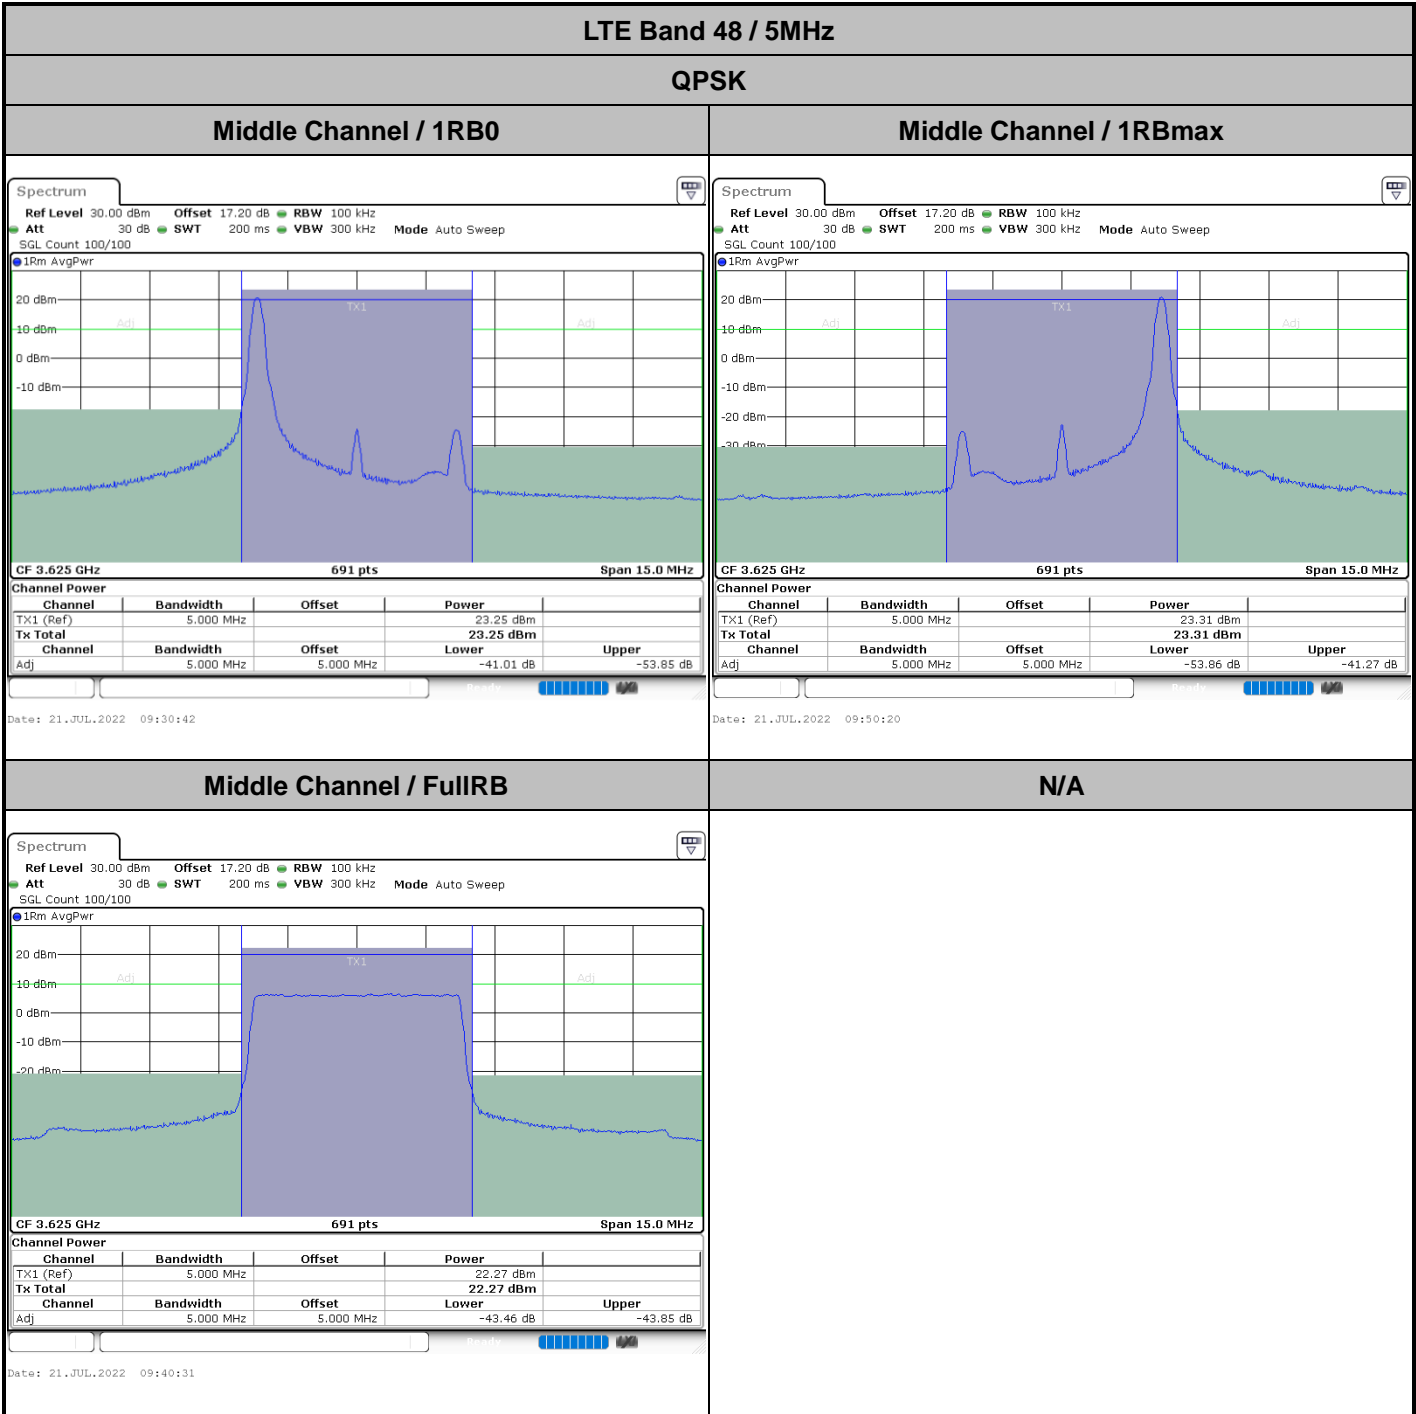 LTE Band 48 / 5MHz
QPSK
Middle Channel / 1RB0
Middle Channel / 1RBmax
Spectrum
Ref Level 30.00 dBm Offset 17.20 dB RBW 100 kHz
Att 30 dB SWT 200 ms VBW 300 kHz Mode Auto Sweep
SGL Count 100/100
1Rm AvgPwr
20 dBm
TX1
10 dBm Adj Adj
0 dBm
-10 dBm
CF 3.625 GHz 691 pts Span 15.0 MHz
Channel Power
Channel Bandwidth Offset Power
TX1 (Ref) 5.000 MHz 23.25 dBm
Tx Total 23.25 dBm
Channel Bandwidth Offset Lower Upper
Adj 5.000 MHz 5.000 MHz -41.01 dB -53.85 dB
Ready
Date: 21.JUL.2022 09:30:42
Spectrum
Ref Level 30.00 dBm Offset 17.20 dB RBW 100 kHz
Att 30 dB SWT 200 ms VBW 300 kHz Mode Auto Sweep
SGL Count 100/100
1Rm AvgPwr
20 dBm
TX1
10 dBm Adj Adj
0 dBm
-10 dBm
-20 dBm
-30 dBm
CF 3.625 GHz 691 pts Span 15.0 MHz
Channel Power
Channel Bandwidth Offset Power
TX1 (Ref) 5.000 MHz 23.31 dBm
Tx Total 23.31 dBm
Channel Bandwidth Offset Lower Upper
Adj 5.000 MHz 5.000 MHz -53.86 dB -41.27 dB
Ready
Date: 21.JUL.2022 09:50:20
Middle Channel / FullRB
N/A
Spectrum
Ref Level 30.00 dBm Offset 17.20 dB RBW 100 kHz
Att 30 dB SWT 200 ms VBW 300 kHz Mode Auto Sweep
SGL Count 100/100
1Rm AvgPwr
20 dBm
TX1
10 dBm Adj Adj
0 dBm
-10 dBm
-20 dBm
CF 3.625 GHz 691 pts Span 15.0 MHz
Channel Power
Channel Bandwidth Offset Power
TX1 (Ref) 5.000 MHz 22.27 dBm
Tx Total 22.27 dBm
Channel Bandwidth Offset Lower Upper
Adj 5.000 MHz 5.000 MHz -43.46 dB -43.85 dB
Ready
Date: 21.JUL.2022 09:40:31